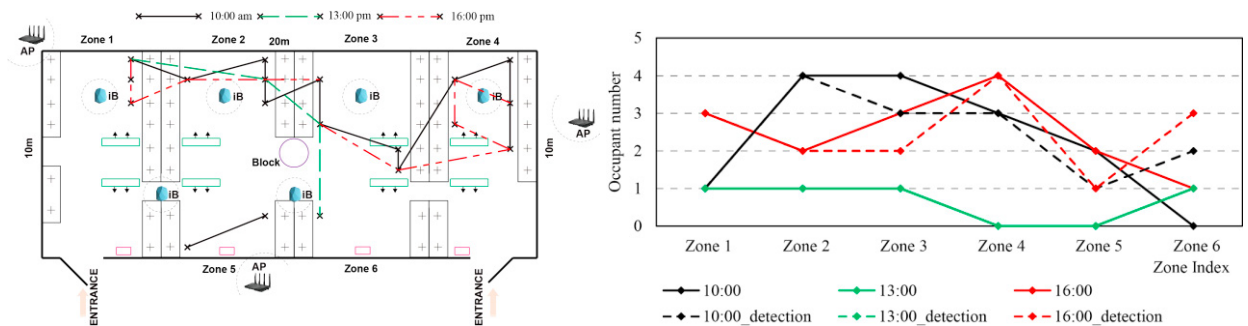 10:00 am
13:00 pm
16:00 pm
AP
Zone 1
Zone 2
20m
Zone 3
Zone 4
iB
iB
iB
iB
AP
10m
10m
Block
iB
iB
Zone 5
AP
Zone 6
ENTRANCE
ENTRANCE
Occupant number
5
4
3
2
1
0
Zone 1
Zone 2
Zone 3
Zone 4
Zone 5
Zone 6
Zone Index
10:00
13:00
16:00
10:00_detection
13:00_detection
16:00_detection